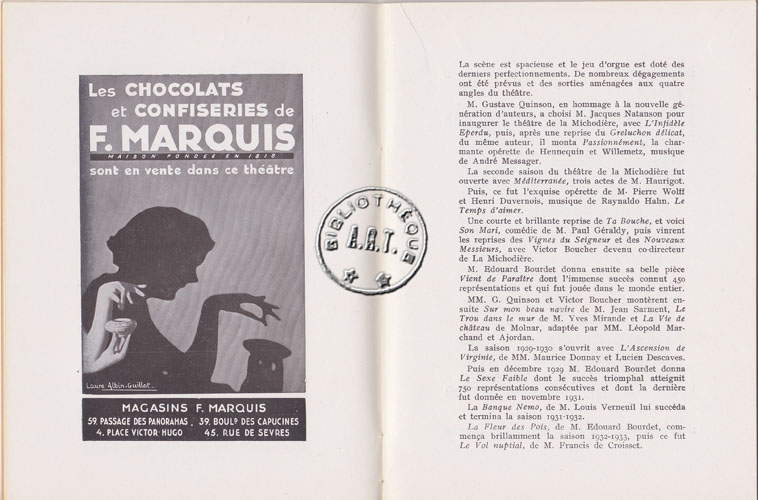 Les CHOCOLATS
et CONFISERIES de
F. MARQUIS
MAISON FONDEE EN 1818
sont en vente dans ce théâtre
Laure Albin-Guillot.
MAGASINS F. MARQUIS
59. PASSAGE DES PANORAMAS, 39. BOULD DES CAPUCINES
4. PLACE VICTOR-HUGO 45. RUE DE SEVRES
BIBLIOTHÈQUE
A.R.T.
La scène est spacieuse et le jeu d'orgue est doté des
derniers perfectionnements. De nombreux dégagements
ont été prévus et des sorties aménagées aux quatre
angles du théâtre.
M. Gustave Quinson, en hommage à la nouvelle gé-
nération d'auteurs, a choisi M. Jacques Natanson pour
inaugurer le théâtre de la Michodière, avec L'Infidèle
Eperdu, puis, après une reprise du Greluchon délicat,
du même auteur, il monta Passionnément, la char-
mante opérette de Hennequin et Willemetz, musique
de André Messager.
La seconde saison du théâtre de la Michodière fut
ouverte avec Méditerranée, trois actes de M. Haurigot.
Puis, ce fut l'exquise opérette de M. Pierre Wolff
et Henri Duvernois, musique de Raynaldo Hahn. Le
Temps d'aimer.
Une courte et brillante reprise de Ta Bouche, et voici
Son Mari, comédie de M. Paul Géraldy, puis vinrent
les reprises des Vignes du Seigneur et des Nouveaux
Messieurs, avec Victor Boucher devenu co-directeur
de La Michodière.
M. Edouard Bourdet donna ensuite sa belle pièce
Vient de Paraître dont l'immense succès connut 450
représentations et qui fut jouée dans le monde entier.
MM. G. Quinson et Victor Boucher montèrent en-
suite Sur mon beau navire de M. Jean Sarment, Le
Trou dans le mur de M. Yves Mirande et La Vie de
château de Molnar, adaptée par MM. Léopold Mar-
chand et Ajordan.
La saison 1929-1930 s'ouvrit avec L'Ascension de
Virginie, de MM. Maurice Donnay et Lucien Descaves.
Puis en décembre 1929 M. Edouard Bourdet donna
Le Sexe Faible dont le succès triomphal atteignit
750 représentations consécutives et dont la dernière
fut donnée en novembre 1931.
La Banque Nemo, de M. Louis Verneuil lui succéda
et termina la saison 1931-1932.
La Fleur des Pois, de M. Edouard Bourdet, com-
mença brillamment la saison 1932-1933, puis ce fut
Le Vol nuptial, de M. Francis de Croisset.